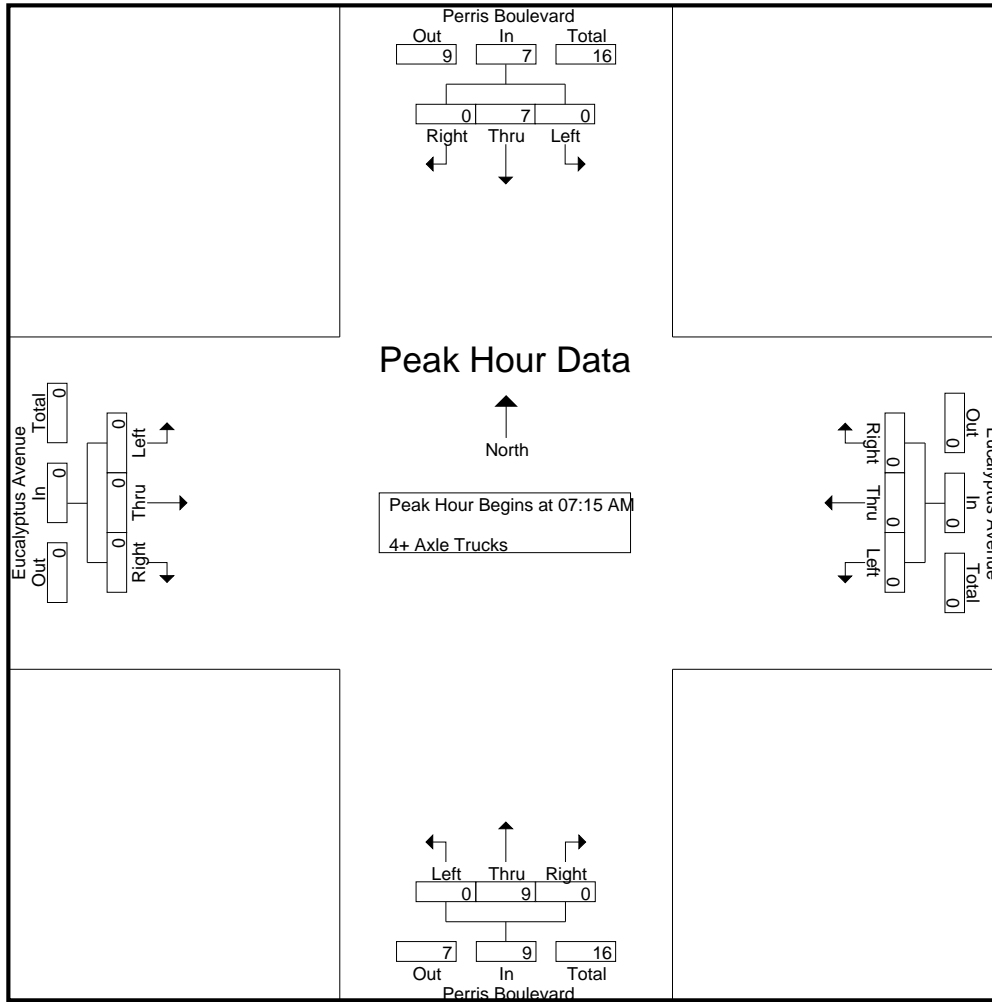 Perris Boulevard
Out In Total
9 7 16
0 7 0
Right Thru Left
Peak Hour Data
North
Peak Hour Begins at 07:15 AM
4+ Axle Trucks
Eucalyptus Avenue
Total In Out
0 0 0
0 0 0
Left Thru Right
Right Thru Left
0 0 0
Out In Total
0 0 0
Eucalyptus Avenue
Left Thru Right
0 9 0
7 9 16
Out In Total
Perris Boulevard